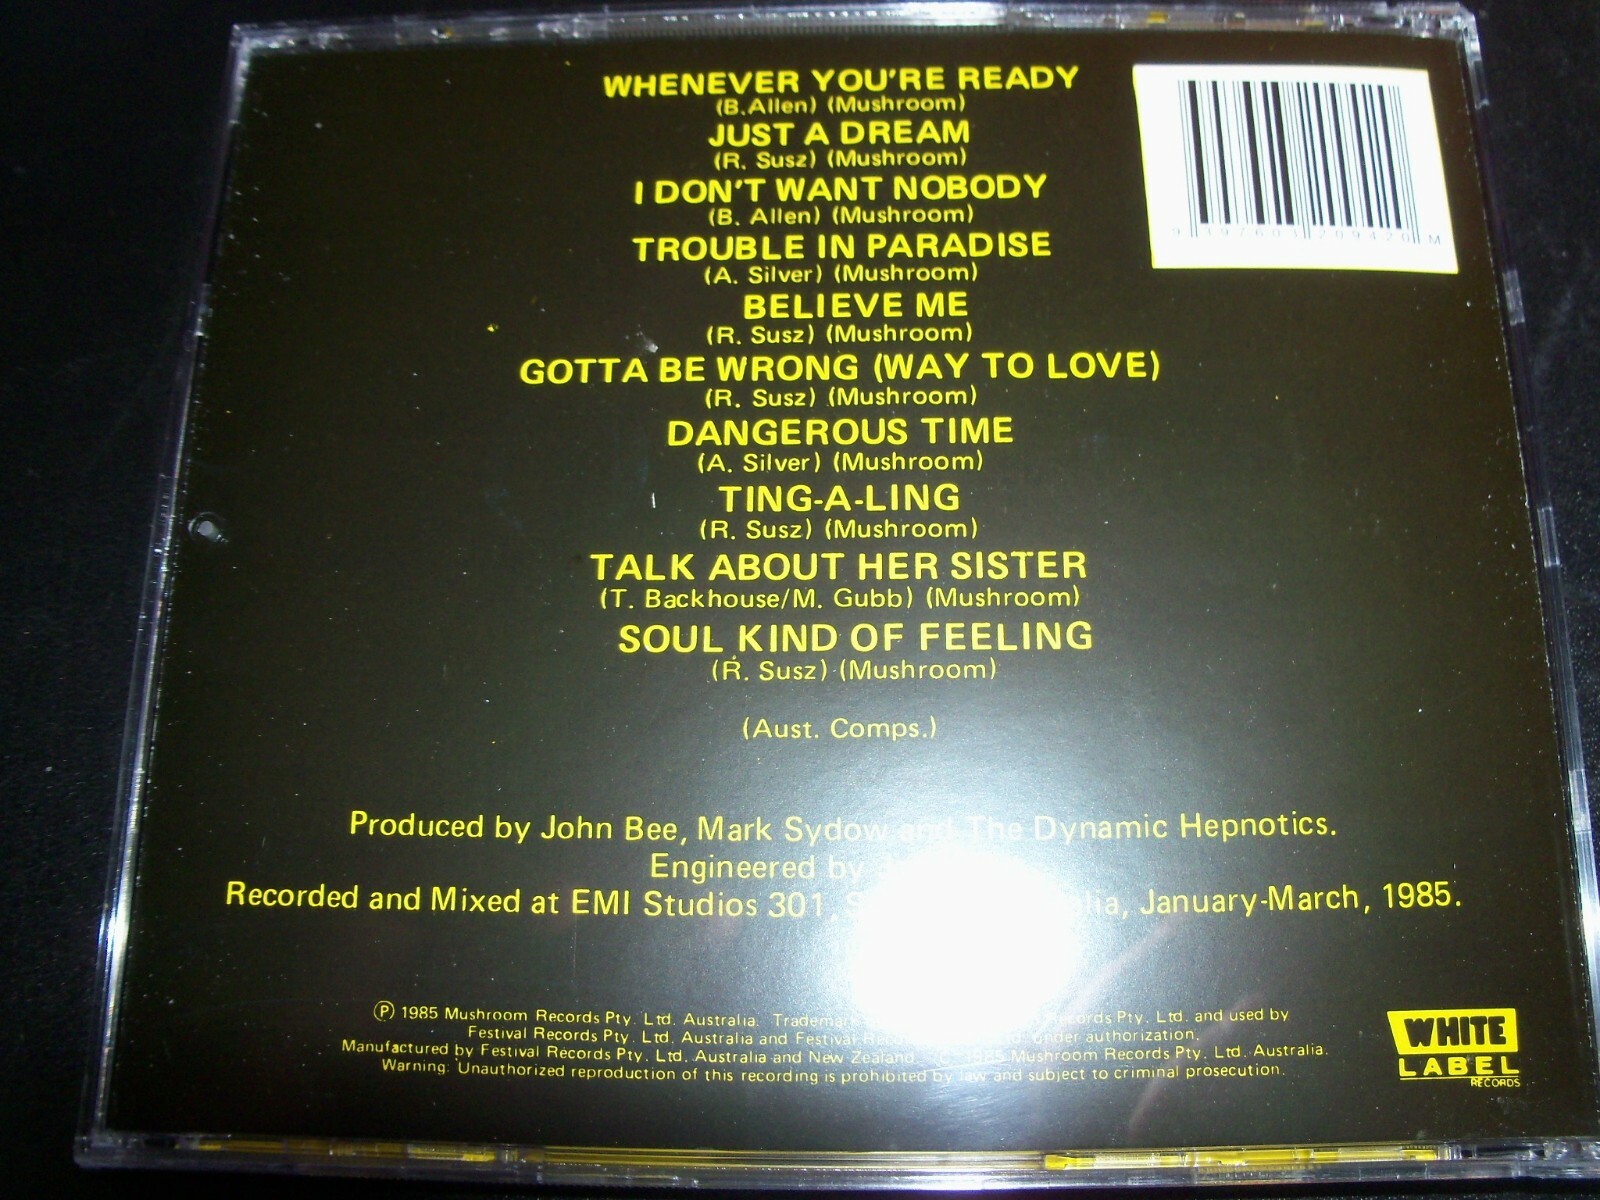 WHENEVER YOU'RE READY
(B. Allen) (Mushroom)
JUST A DREAM
(R. Susz) (Mushroom)
I DON'T WANT NOBODY
(B. Allen) (Mushroom)
TROUBLE IN PARADISE
(A. Silver) (Mushroom)
BELIEVE ME
(R. Susz) (Mushroom)
GOTTA BE WRONG (WAY TO LOVE)
(R. Susz) (Mushroom)
DANGEROUS TIME
(A. Silver) (Mushroom)
TING-A-LING
(R. Susz) (Mushroom)
TALK ABOUT HER SISTER
(T. Backhouse/M. Gubb) (Mushroom)
SOUL KIND OF FEELING
(R. Susz) (Mushroom)
(Aust. Comps.)
Produced by John Bee, Mark Sydow and The Dynamic Hepnotics.
Engineered by
Recorded and Mixed at EMI Studios 301, January-March, 1985.
Ⓟ 1985 Mushroom Records Pty. Ltd. Australia. Trademark Records Pty. Ltd. and used by
Festival Records Pty. Ltd. Australia and Festival Ltd. under authorization.
Manufactured by Festival Records Pty. Ltd. Australia and New Zealand. © 1985 Mushroom Records Pty. Ltd. Australia.
Warning: Unauthorized reproduction of this recording is prohibited by law and subject to criminal prosecution.
9 397603 209420 M
WHITE
LABEL
RECORDS